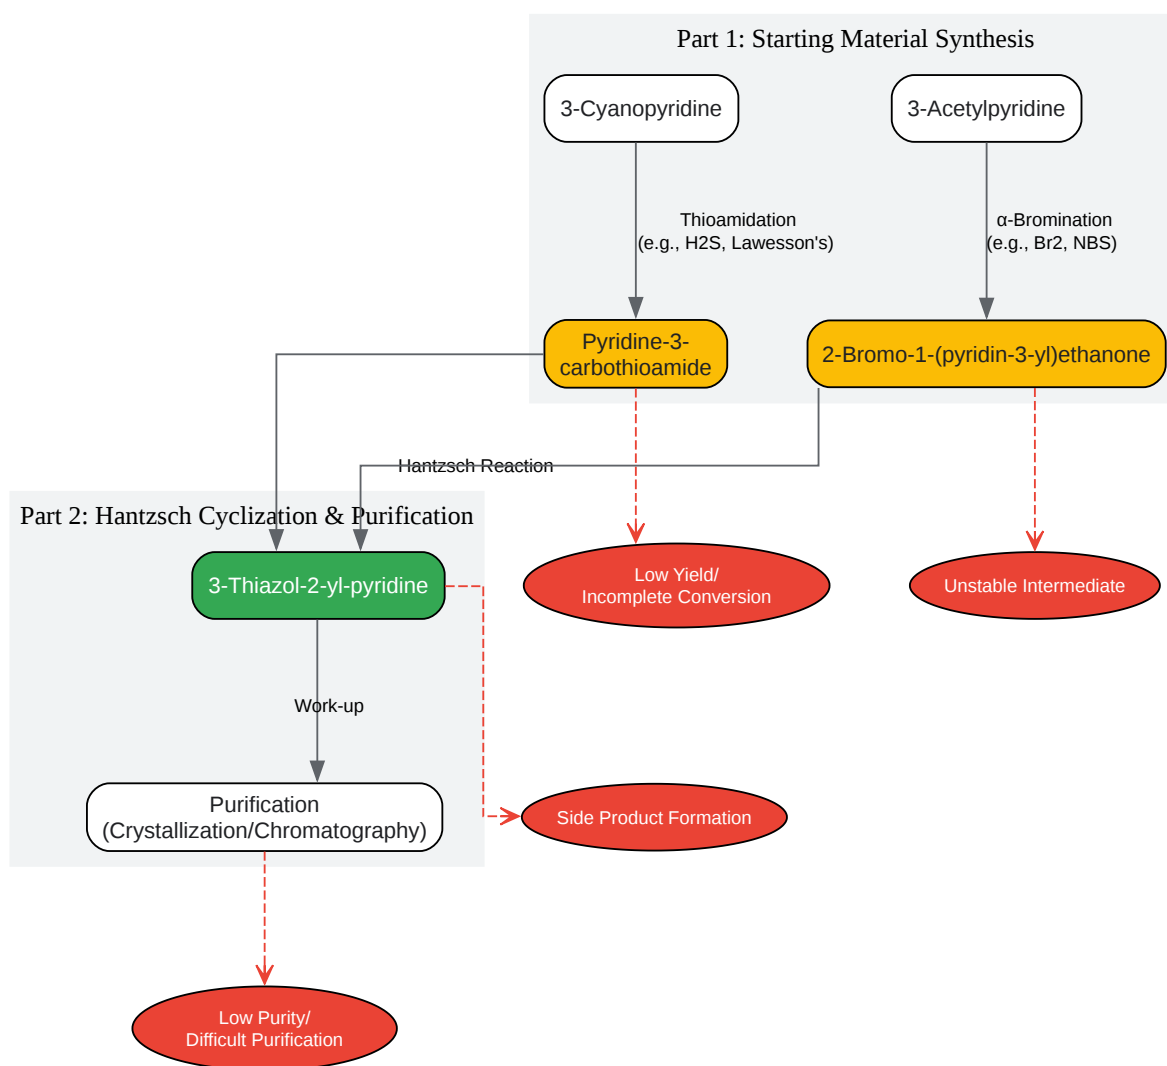 Part 1: Starting Material Synthesis
3-Cyanopyridine
3-Acetylpyridine
Thioamidation
(e.g., H2S, Lawesson's)
α-Bromination
(e.g., Br2, NBS)
Pyridine-3-
carbothioamide
2-Bromo-1-(pyridin-3-yl)ethanone
Hantzsch Reaction
Part 2: Hantzsch Cyclization & Purification
3-Thiazol-2-yl-pyridine
Low Yield/
Incomplete Conversion
Unstable Intermediate
Work-up
Purification
(Crystallization/Chromatography)
Side Product Formation
Low Purity/
Difficult Purification